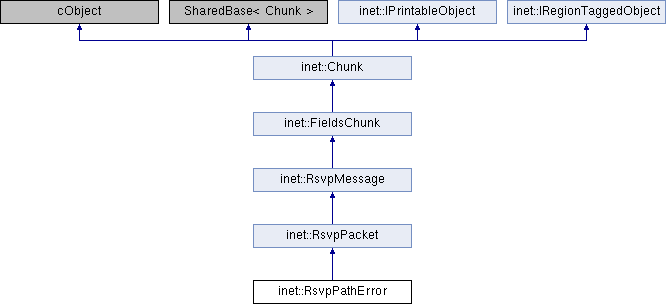 cObject
SharedBase< Chunk >
inet::IPrintableObject
inet::IRegionTaggedObject
inet::Chunk
inet::FieldsChunk
inet::RsvpMessage
inet::RsvpPacket
inet::RsvpPathError